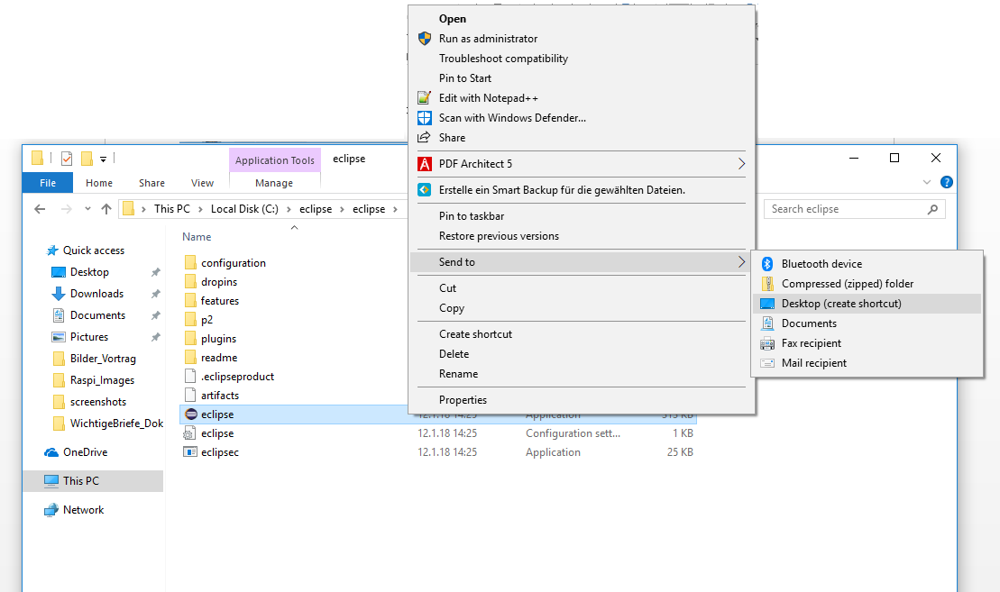 Open
Run as administrator
Troubleshoot compatibility
Pin to Start
Edit with Notepad++
Scan with Windows Defender...
Share
PDF Architect 5
Erstelle ein Smart Backup für die gewählten Dateien.
Pin to taskbar
Restore previous versions
Send to
Cut
Copy
Create shortcut
Delete
Rename
Properties
Bluetooth device
Compressed (zipped) folder
Desktop (create shortcut)
Documents
Fax recipient
Mail recipient
Application Tools eclipse
File Home Share View Manage
This PC Local Disk (C:) eclipse eclipse
Search eclipse
Quick access
Desktop
Downloads
Documents
Pictures
Bilder_Vortrag
Raspi_Images
screenshots
WichtigeBriefe_Dok
OneDrive
This PC
Network
Name
configuration
dropins
features
p2
plugins
readme
.eclipseproduct
artifacts
eclipse 12.1.18 14:25 Application 313 KB
eclipse 12.1.18 14:25 Configuration sett... 1 KB
eclipsec 12.1.18 14:25 Application 25 KB